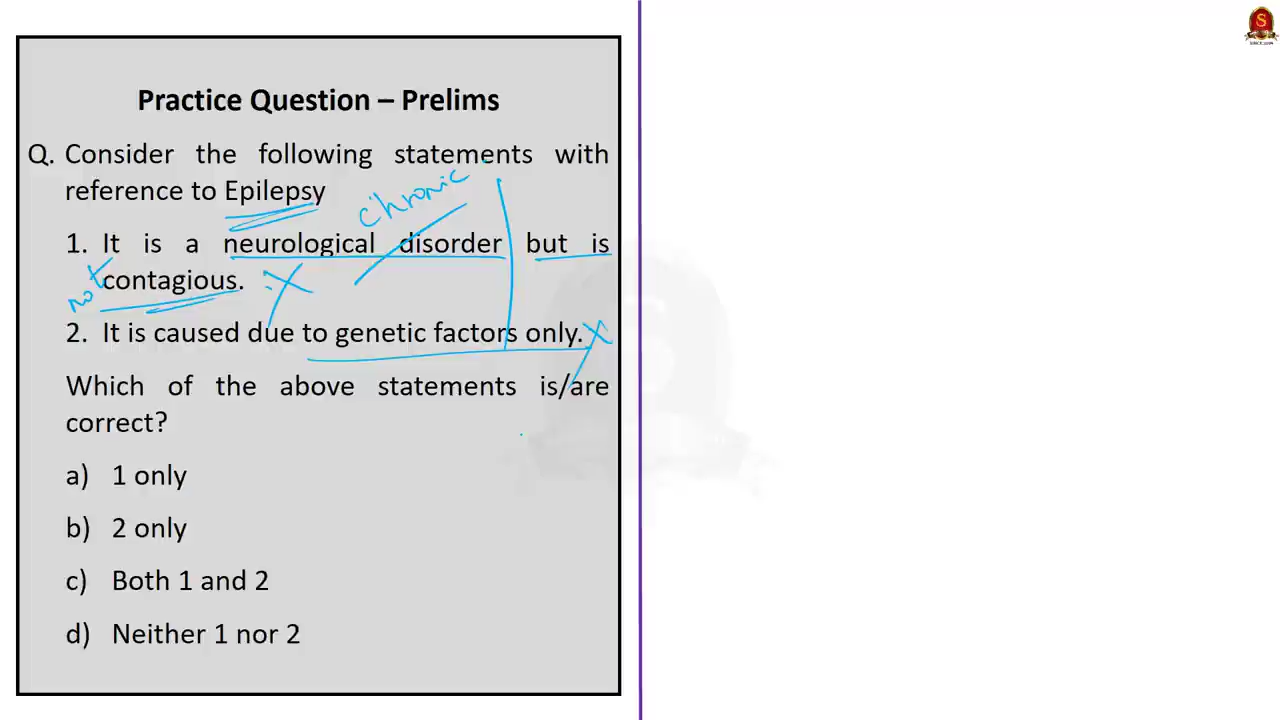 Practice Question – Prelims
Q. Consider the following statements with
reference to Epilepsy
chronic
1. It is a neurological disorder but is
not contagious. X
2. It is caused due to genetic factors only. X
Which of the above statements is/are
correct?
a) 1 only
b) 2 only
c) Both 1 and 2
d) Neither 1 nor 2
S